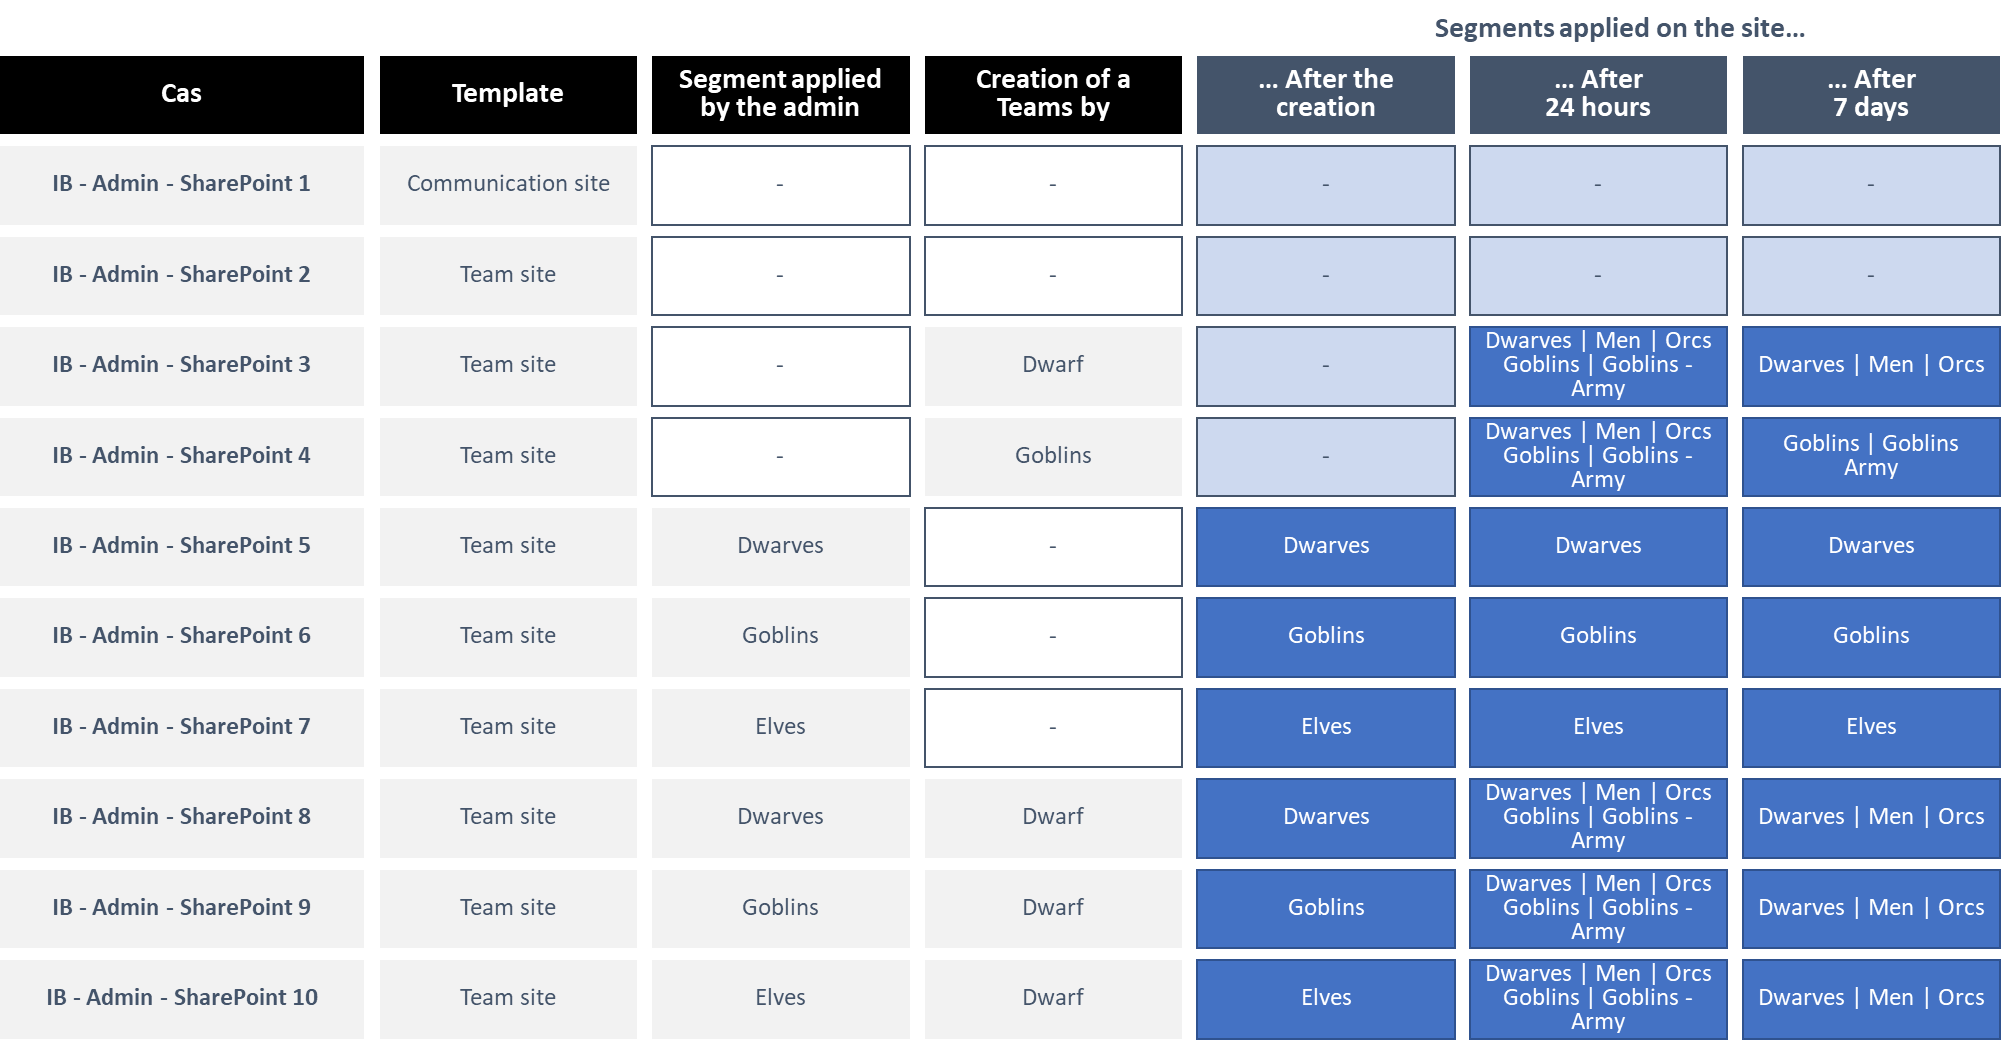 Segments applied on the site...
Cas
Template
Segment applied
by the admin
Creation of a
Teams by
... After the
creation
... After
24 hours
... After
7 days
IB - Admin - SharePoint 1
Communication site
-
-
-
-
-
IB - Admin - SharePoint 2
Team site
-
-
-
-
-
IB - Admin - SharePoint 3
Team site
-
Dwarf
-
Dwarves | Men | Orcs
Goblins | Goblins -
Army
Dwarves | Men | Orcs
IB - Admin - SharePoint 4
Team site
-
Goblins
-
Dwarves | Men | Orcs
Goblins | Goblins -
Army
Goblins | Goblins
Army
IB - Admin - SharePoint 5
Team site
Dwarves
-
Dwarves
Dwarves
Dwarves
IB - Admin - SharePoint 6
Team site
Goblins
-
Goblins
Goblins
Goblins
IB - Admin - SharePoint 7
Team site
Elves
-
Elves
Elves
Elves
IB - Admin - SharePoint 8
Team site
Dwarves
Dwarf
Dwarves
Dwarves | Men | Orcs
Goblins | Goblins -
Army
Dwarves | Men | Orcs
IB - Admin - SharePoint 9
Team site
Goblins
Dwarf
Goblins
Dwarves | Men | Orcs
Goblins | Goblins -
Army
Dwarves | Men | Orcs
IB - Admin - SharePoint 10
Team site
Elves
Dwarf
Elves
Dwarves | Men | Orcs
Goblins | Goblins -
Army
Dwarves | Men | Orcs